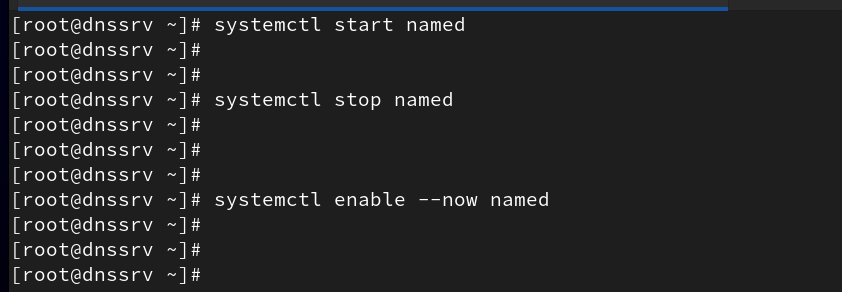 [root@dnssrv ~]# systemctl start named
[root@dnssrv ~]#
[root@dnssrv ~]#
[root@dnssrv ~]# systemctl stop named
[root@dnssrv ~]#
[root@dnssrv ~]#
[root@dnssrv ~]#
[root@dnssrv ~]# systemctl enable --now named
[root@dnssrv ~]#
[root@dnssrv ~]#
[root@dnssrv ~]#